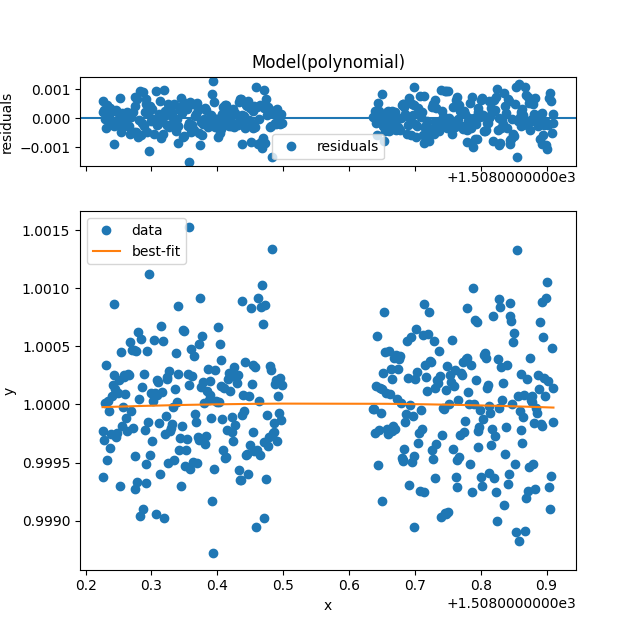 Model(polynomial)
residuals
0.001
0.000
−0.001
residuals
+1.5080000000e3
y
1.0015
1.0010
1.0005
1.0000
0.9995
0.9990
data
best-fit
0.2 0.3 0.4 0.5 0.6 0.7 0.8 0.9
x
+1.5080000000e3